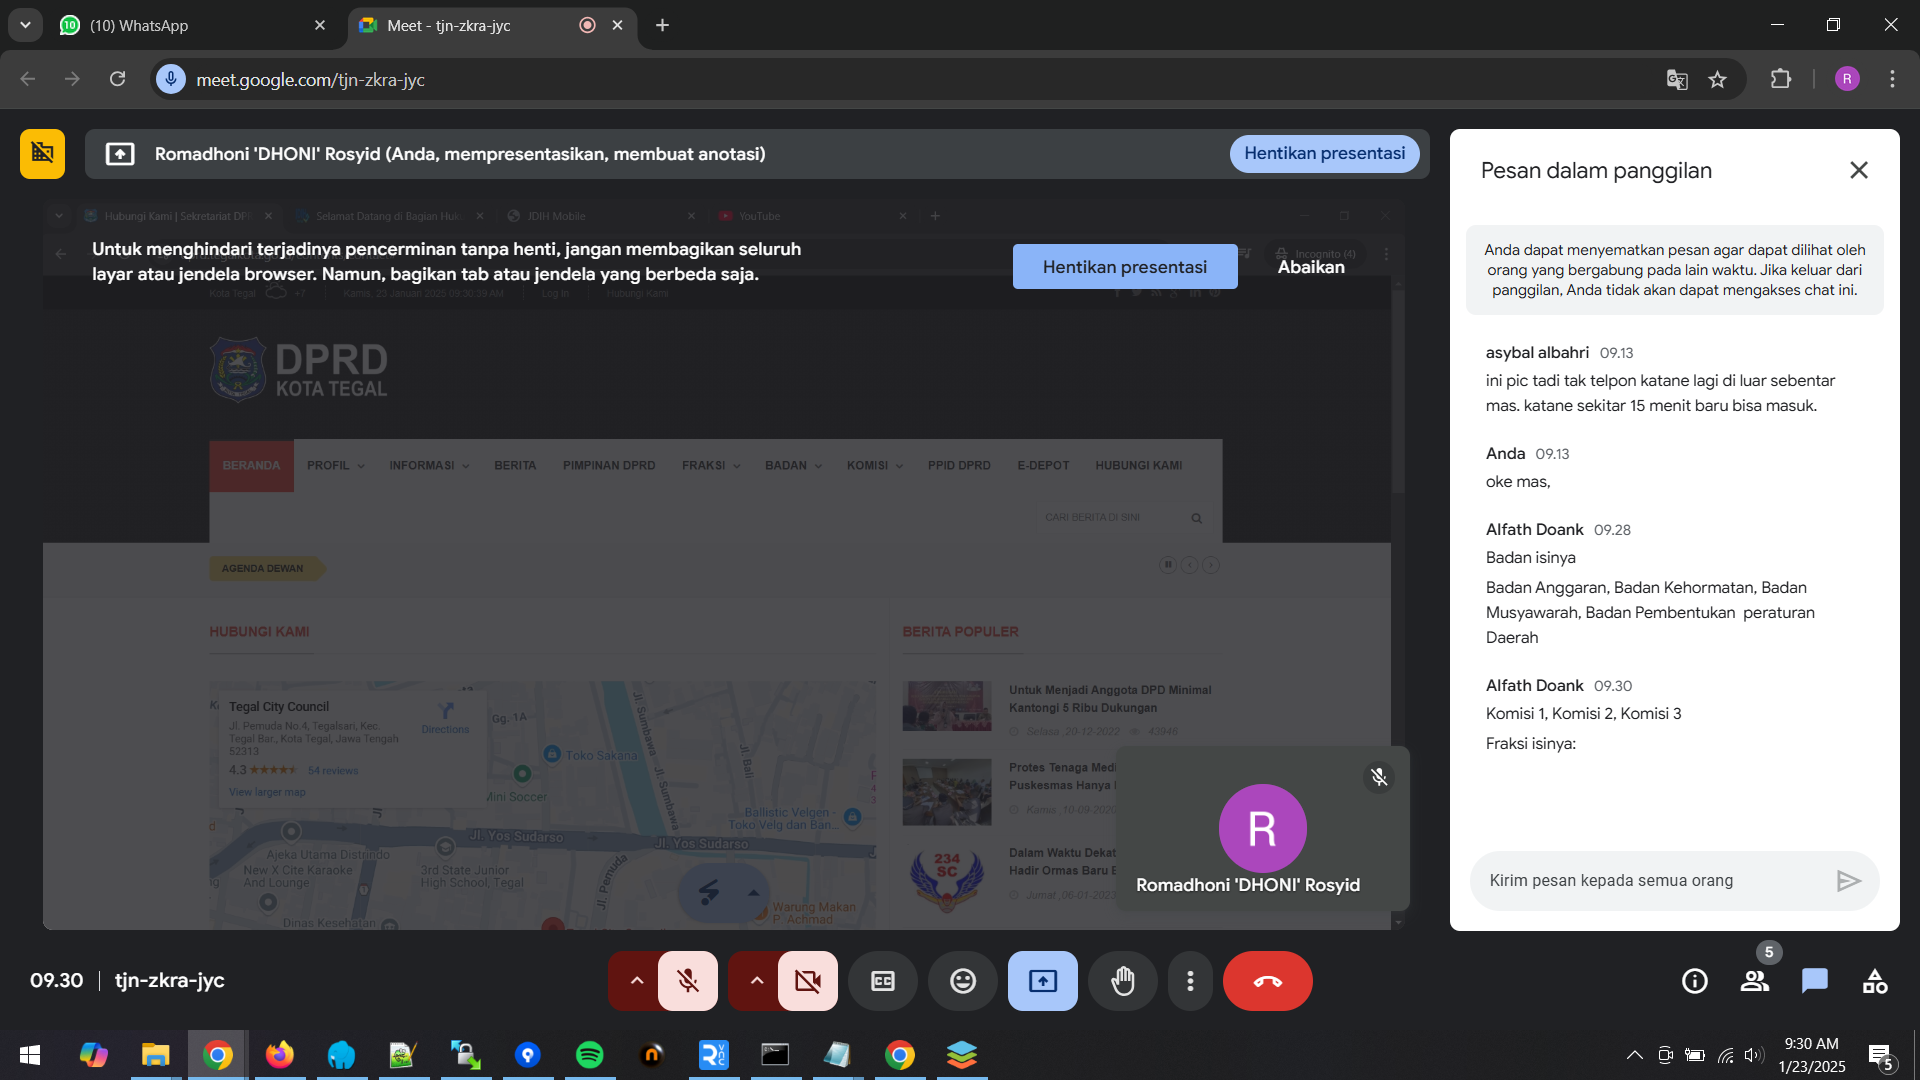 (10) WhatsApp
Meet - tjn-zkra-jyc
meet.google.com/tjn-zkra-jyc
R
Romadhoni 'DHONI' Rosyid (Anda, mempresentasikan, membuat anotasi)
Hentikan presentasi
Hubungi Kami | Sekretariat DPR
Selamat Datang di Bagian Huk
JDIH Mobile
YouTube
Untuk menghindari terjadinya pencerminan tanpa henti, jangan membagikan seluruh
layar atau jendela browser. Namun, bagikan tab atau jendela yang berbeda saja.
Hentikan presentasi
Abaikan
Incognito (4)
Kota Tegal
+7
Kamis, 23 Januari 2025 09:30:39 AM
Log In
Hubungi Kami
DPRD
KOTA TEGAL
BERANDA
PROFIL
INFORMASI
BERITA
PIMPINAN DPRD
FRAKSI
BADAN
KOMISI
PPID DPRD
E-DEPOT
HUBUNGI KAMI
CARI BERITA DI SINI
AGENDA DEWAN
HUBUNGI KAMI
Tegal City Council
Jl. Pemuda No.4, Tegalsari, Kec.
Tegal Bar., Kota Tegal, Jawa Tengah
52313
4.3
54 reviews
View larger map
Directions
Gg. 1A
Toko Sakana
Mini Soccer
Jl. Sumbawa
Jl. Bali
Ballistic Velgen -
Toko Velg dan Ban...
Jl. Yos Sudarso
Jl. Yos Sudarso
Jl. Sumbawa
Ajeka Utama Distrindo
New X Cite Karaoke
And Lounge
3rd State Junior
High School, Tegal
Jl. Pemuda
Dinas Kesehatan
Warung Makan
P. Achmad
BERITA POPULER
Untuk Menjadi Anggota DPD Minimal
Kantongi 5 Ribu Dukungan
Selasa ,20-12-2022
43946
Protes Tenaga Medi
Puskesmas Hanya
Kamis ,10-09-2020
234
SC
Dalam Waktu Dekat
Hadir Ormas Baru
Jumat ,06-01-2023
R
Romadhoni 'DHONI' Rosyid
Pesan dalam panggilan
Anda dapat menyematkan pesan agar dapat dilihat oleh
orang yang bergabung pada lain waktu. Jika keluar dari
panggilan, Anda tidak akan dapat mengakses chat ini.
asybal albahri 09.13
ini pic tadi tak telpon katane lagi di luar sebentar
mas. katane sekitar 15 menit baru bisa masuk.
Anda 09.13
oke mas,
Alfath Doank 09.28
Badan isinya
Badan Anggaran, Badan Kehormatan, Badan
Musyawarah, Badan Pembentukan peraturan
Daerah
Alfath Doank 09.30
Komisi 1, Komisi 2, Komisi 3
Fraksi isinya:
Kirim pesan kepada semua orang
09.30
tjn-zkra-jyc
5
9:30 AM
1/23/2025
5